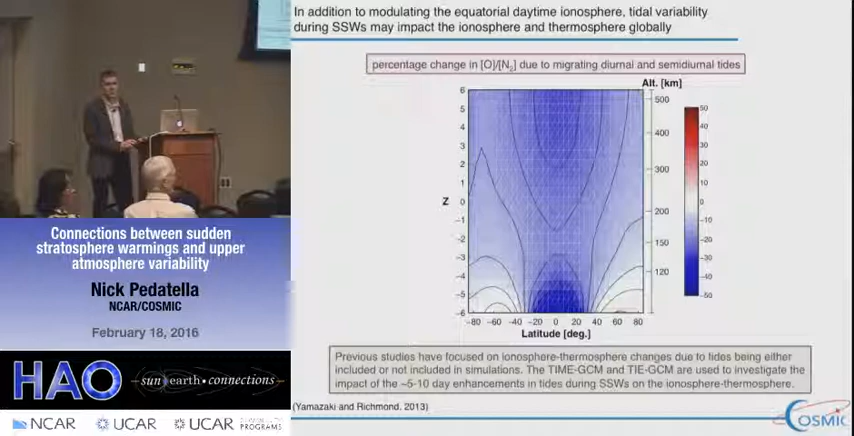 In addition to modulating the equatorial daytime ionosphere, tidal variability
during SSWs may impact the ionosphere and thermosphere globally
percentage change in [O]/[N2] due to migrating diurnal and semidiurnal tides
Alt. [km]
6
5
4
3
2
1
0
−1
−2
−3
−4
−5
−6
Z
500
400
300
200
150
120
50
40
30
20
10
0
−10
−20
−30
−40
−50
−80 −60 −40 −20 0 20 40 60 80
Latitude [deg.]
Previous studies have focused on ionosphere-thermosphere changes due to tides being either
included or not included in simulations. The TIME-GCM and TIE-GCM are used to investigate the
impact of the ~5-10 day enhancements in tides during SSWs on the ionosphere-thermosphere.
(Yamazaki and Richmond, 2013)
COSMIC
Connections between sudden
stratosphere warmings and upper
atmosphere variability
Nick Pedatella
NCAR/COSMIC
February 18, 2016
HAO
sun earth • connections
NCAR UCAR UCAR
PROGRAMS